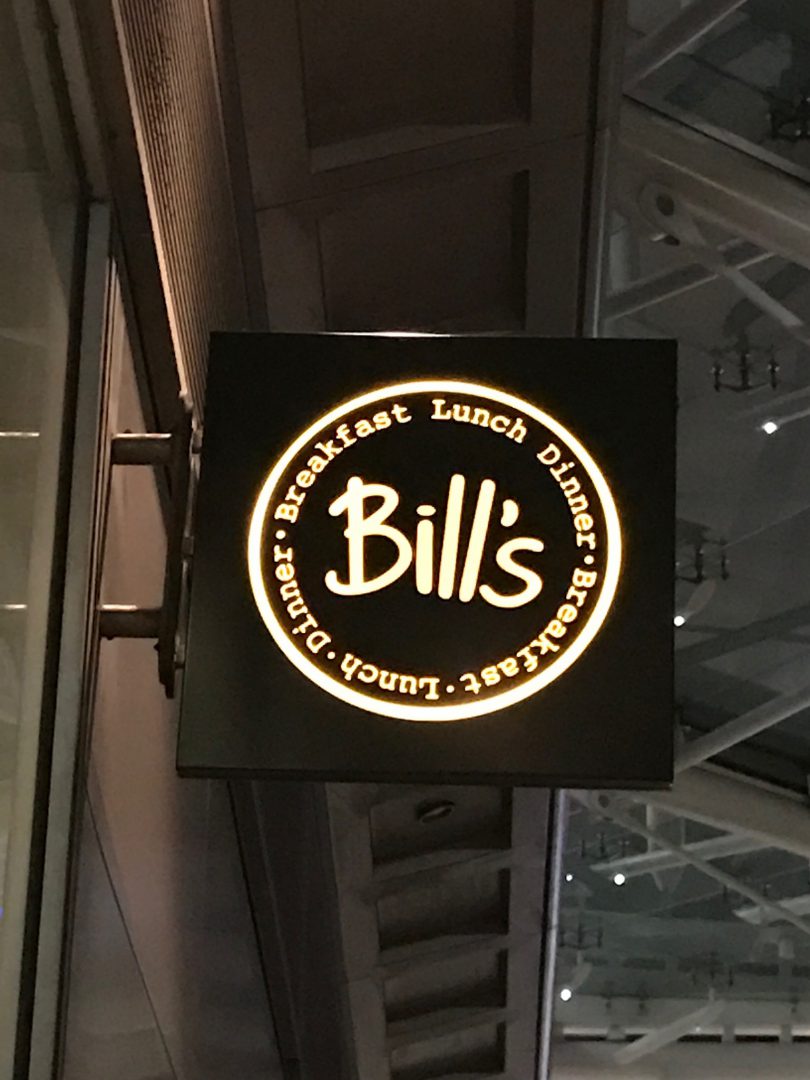 Breakfast Lunch Dinner · Breakfast · Lunch · Dinner ·
Bill's